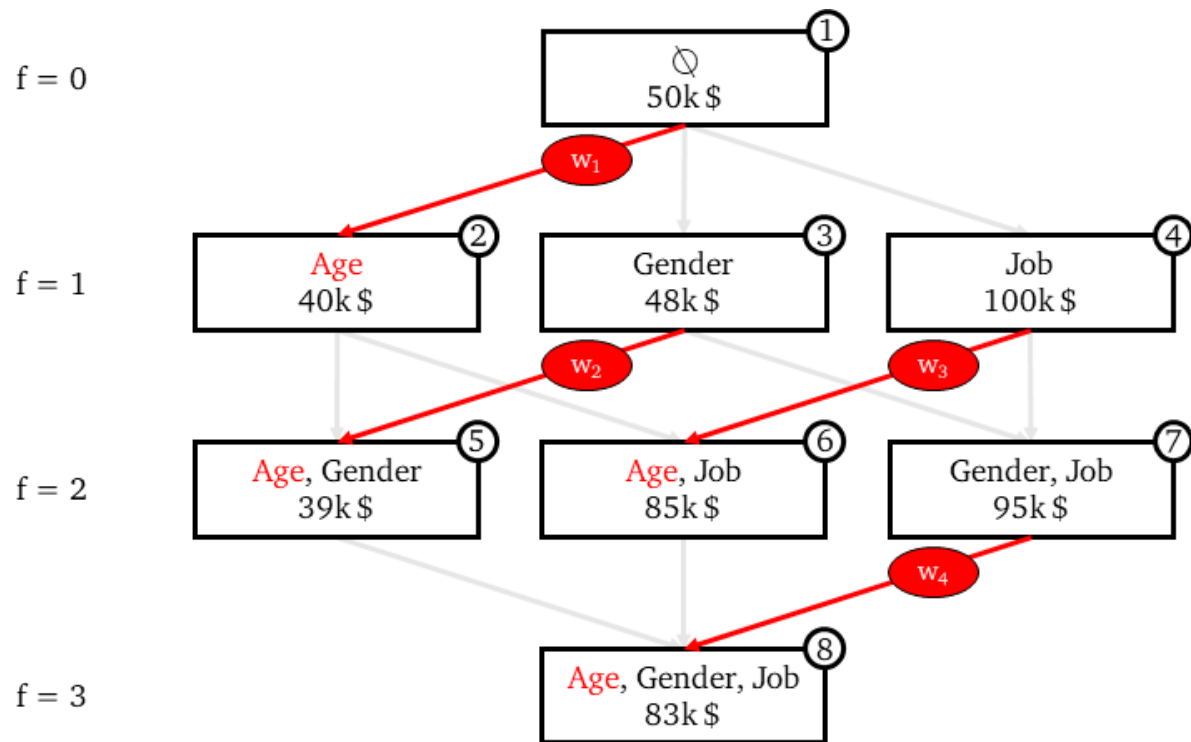 1
f = 0
∅
50k $
w₁
2
3
4
f = 1
Age
40k $
Gender
48k $
Job
100k $
w₂
w₃
5
6
7
f = 2
Age, Gender
39k $
Age, Job
85k $
Gender, Job
95k $
w₄
8
f = 3
Age, Gender, Job
83k $